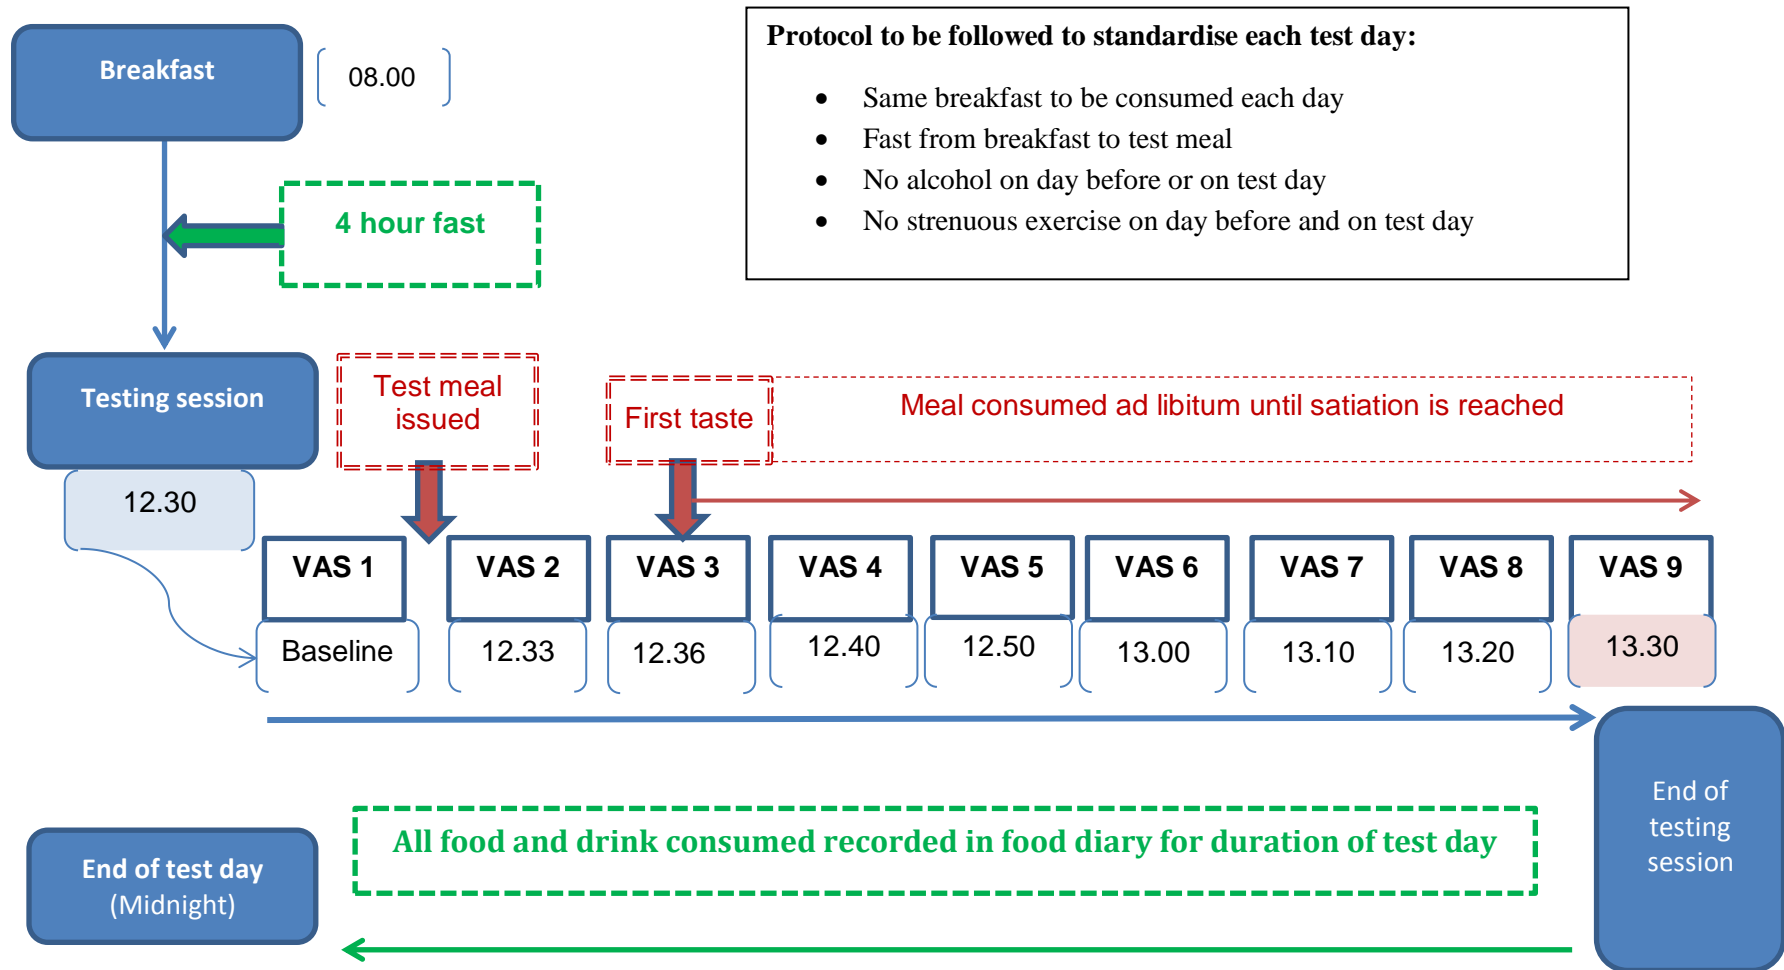 Breakfast
08.00
Protocol to be followed to standardise each test day:
• Same breakfast to be consumed each day
• Fast from breakfast to test meal
• No alcohol on day before or on test day
• No strenuous exercise on day before and on test day
4 hour fast
Testing session
12.30
Test meal
issued
First taste
Meal consumed ad libitum until satiation is reached
VAS 1
VAS 2
VAS 3
VAS 4
VAS 5
VAS 6
VAS 7
VAS 8
VAS 9
Baseline
12.33
12.36
12.40
12.50
13.00
13.10
13.20
13.30
End of
testing
session
All food and drink consumed recorded in food diary for duration of test day
End of test day
(Midnight)